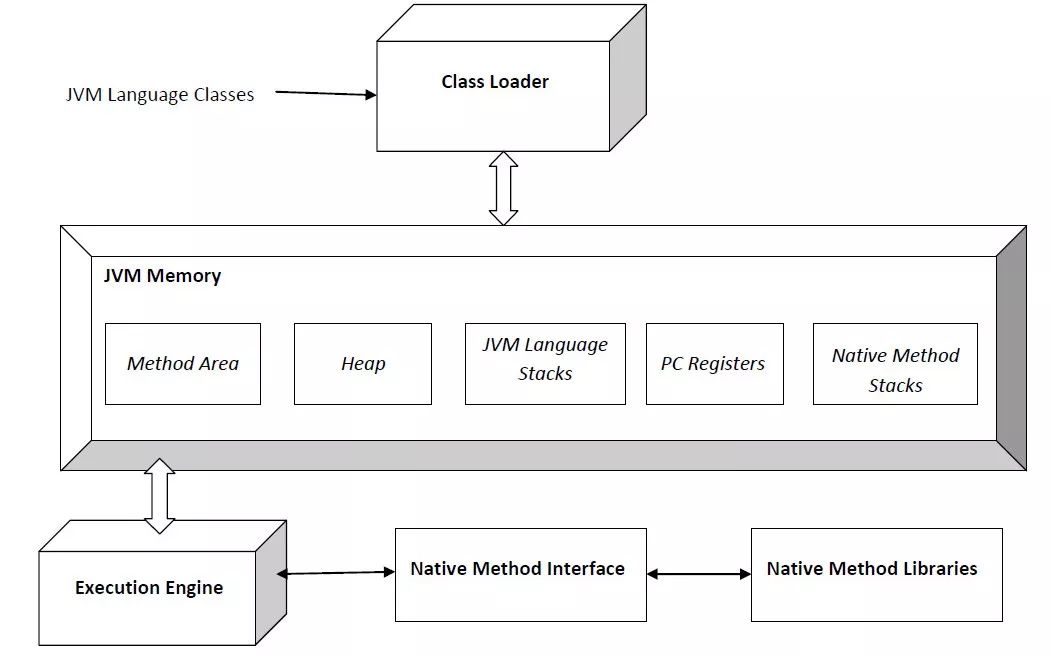 Class Loader
JVM Language Classes
JVM Memory
Method Area
Heap
JVM Language
Stacks
PC Registers
Native Method
Stacks
Execution Engine
Native Method Interface
Native Method Libraries